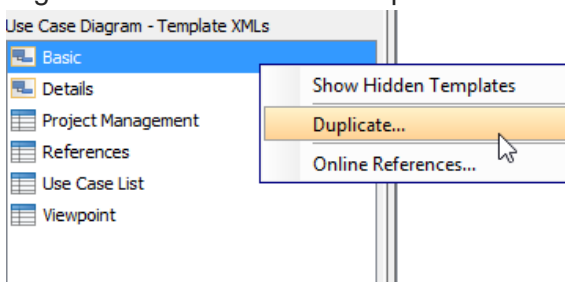 Use Case Diagram - Template XMLs
Basic
Details
Project Management
References
Use Case List
Viewpoint
Show Hidden Templates
Duplicate...
Online References...